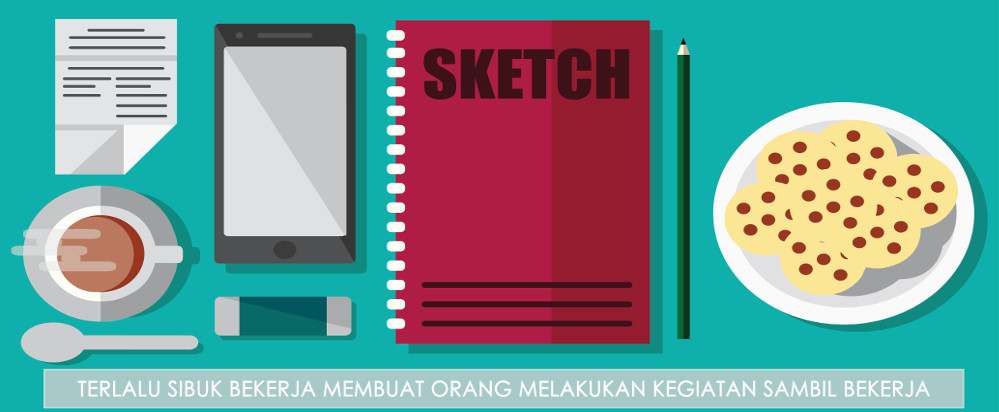 SKETCH
TERLALU SIBUK BEKERJA MEMBUAT ORANG MELAKUKAN KEGIATAN SAMBIL BEKERJA